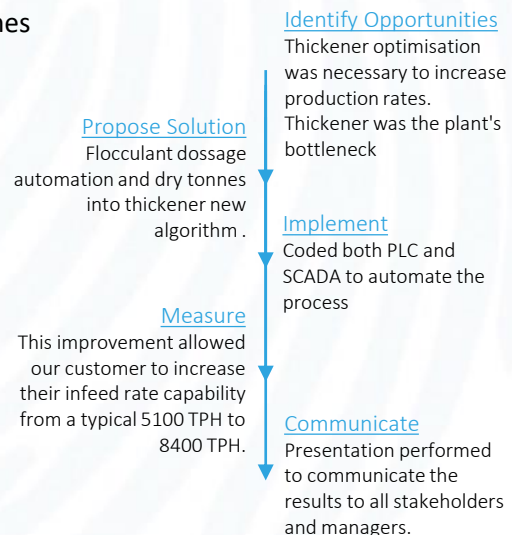 nes
Identify Opportunities
Thickener optimisation
was necessary to increase
production rates.
Thickener was the plant's
bottleneck
Propose Solution
Flocculant dossage
automation and dry tonnes
into thickener new
algorithm .
Implement
Coded both PLC and
SCADA to automate the
process
Measure
This improvement allowed
our customer to increase
their infeed rate capability
from a typical 5100 TPH to
8400 TPH.
Communicate
Presentation performed
to communicate the
results to all stakeholders
and managers.